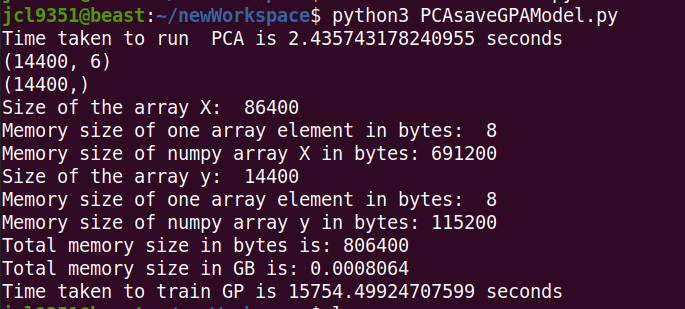 jcl9351@beast:~/newWorkspace$ python3 PCAsaveGPAModel.py
Time taken to run  PCA is 2.435743178240955 seconds
(14400, 6)
(14400,)
Size of the array X:  86400
Memory size of one array element in bytes:  8
Memory size of numpy array X in bytes: 691200
Size of the array y:  14400
Memory size of one array element in bytes:  8
Memory size of numpy array y in bytes: 115200
Total memory size in bytes is: 806400
Total memory size in GB is: 0.0008064
Time taken to train GP is 15754.49924707599 seconds